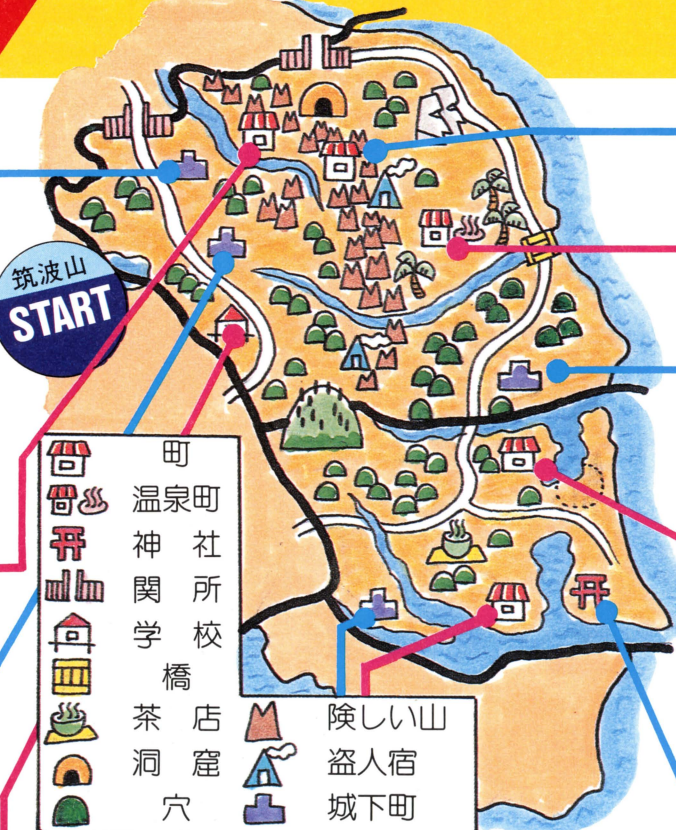 筑波山
START
町
温泉町
神社
関所
学校
橋
茶店
洞窟
穴
険しい山
盗人宿
城下町